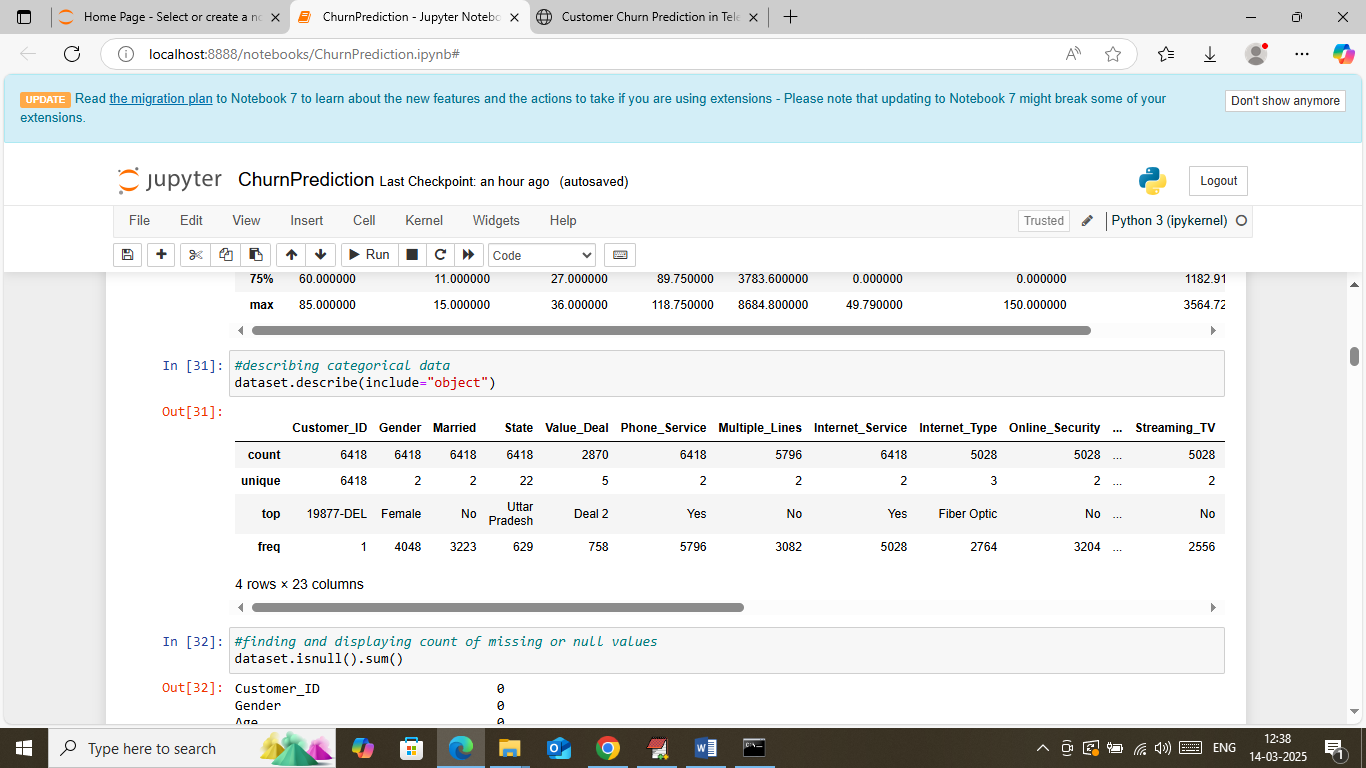 Home Page - Select or create a no
ChurnPrediction - Jupyter Notebo
Customer Churn Prediction in Tele
localhost:8888/notebooks/ChurnPrediction.ipynb#
UPDATE Read the migration plan to Notebook 7 to learn about the new features and the actions to take if you are using extensions - Please note that updating to Notebook 7 might break some of your
extensions.
Don't show anymore
jupyter ChurnPrediction Last Checkpoint: an hour ago (autosaved)
Logout
File Edit View Insert Cell Kernel Widgets Help
Trusted Python 3 (ipykernel)
Run Code
75% 60.000000 11.000000 27.000000 89.750000 3783.600000 0.000000 0.000000 1182.91
max 85.000000 15.000000 36.000000 118.750000 8684.800000 49.790000 150.000000 3564.72
In [31]: #describing categorical data
dataset.describe(include="object")
Out[31]:
Customer_ID Gender Married State Value_Deal Phone_Service Multiple_Lines Internet_Service Internet_Type Online_Security ... Streaming_TV
count 6418 6418 6418 6418 2870 6418 5796 6418 5028 5028 ... 5028
unique 6418 2 2 22 5 2 2 2 3 2 ... 2
top 19877-DEL Female No Uttar Pradesh Deal 2 Yes No Yes Fiber Optic No ... No
freq 1 4048 3223 629 758 5796 3082 5028 2764 3204 ... 2556
4 rows × 23 columns
In [32]: #finding and displaying count of missing or null values
dataset.isnull().sum()
Out[32]: Customer_ID 0
Gender 0
Age 0
Type here to search
ENG
12:38
14-03-2025
1